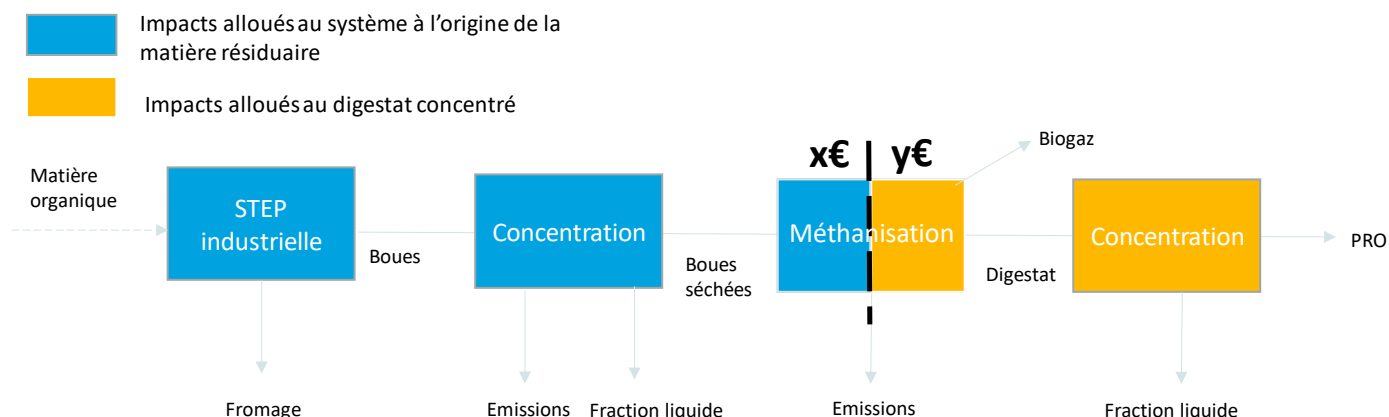 Impacts alloués au système à l'origine de la
matière résiduaire
Impacts alloués au digestat concentré
x€ y€
Biogaz
Matière
organique
STEP
industrielle
Concentration
Méthanisation
Concentration
PRO
Boues
Boues
séchées
Digestat
Fromage
Emissions
Fraction liquide
Emissions
Fraction liquide